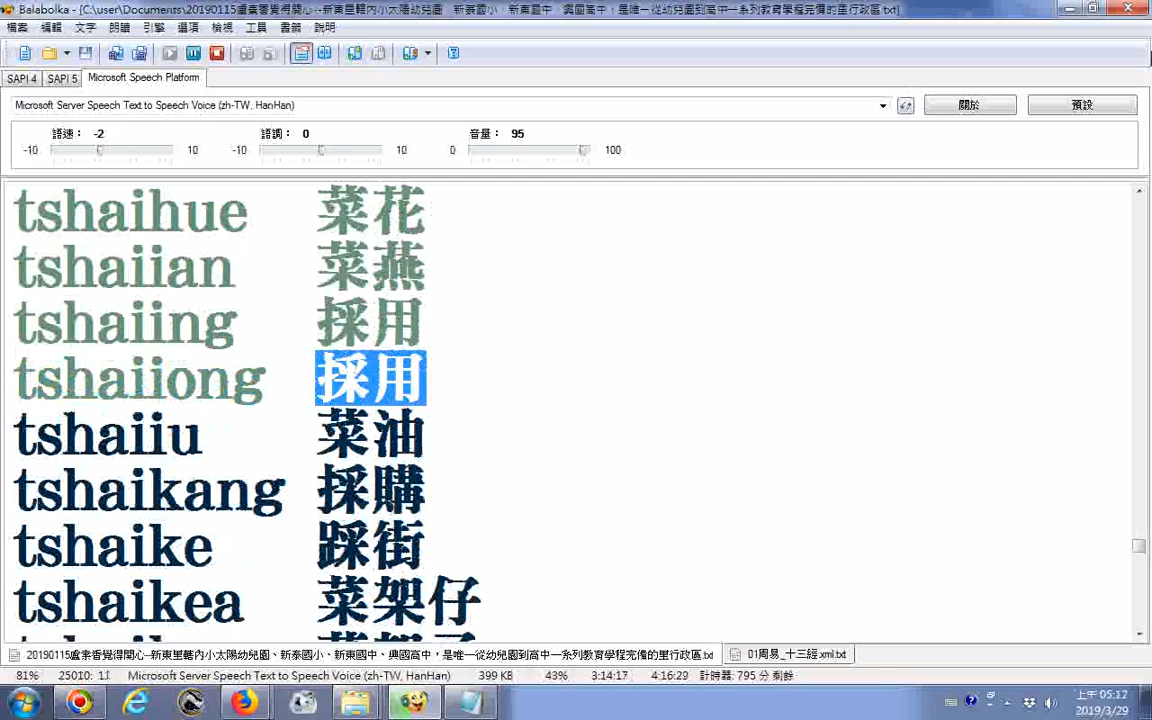 Balabolka - [C:\user\Documents\20190115盧素香覺得開心--新東里轄內小太陽幼兒園、新泰國小、新東國中、興國高中，是唯一從幼兒園到高中一系列教育學程完備的里行政區.txt]
檔案 編輯 文字 朗讀 引擎 選項 檢視 工具 書籤 說明
SAPI 4 SAPI 5 Microsoft Speech Platform
Microsoft Server Speech Text to Speech Voice (zh-TW, HanHan) 關於 預設
語速： -2 語調： 0 音量： 95
-10 10 -10 10 0 100
tshaihue 菜花
tshaiian 菜燕
tshaiing 採用
tshaiiong 採用
tshaiiu 菜油
tshaikang 採購
tshaike 踩街
tshaikea 菜架仔
20190115盧素香覺得開心--新東里轄內小太陽幼兒園、新泰國小、新東國中、興國高中，是唯一從幼兒園到高中一系列教育學程完備的里行政區.txt 01周易_十三經.xml.txt
81% 25010: 11 Microsoft Server Speech Text to Speech Voice (zh-TW, HanHan) 399 KB 43% 3:14:17 4:16:29 計時器: 795 分 剩餘
上午 05:12
2019/3/29